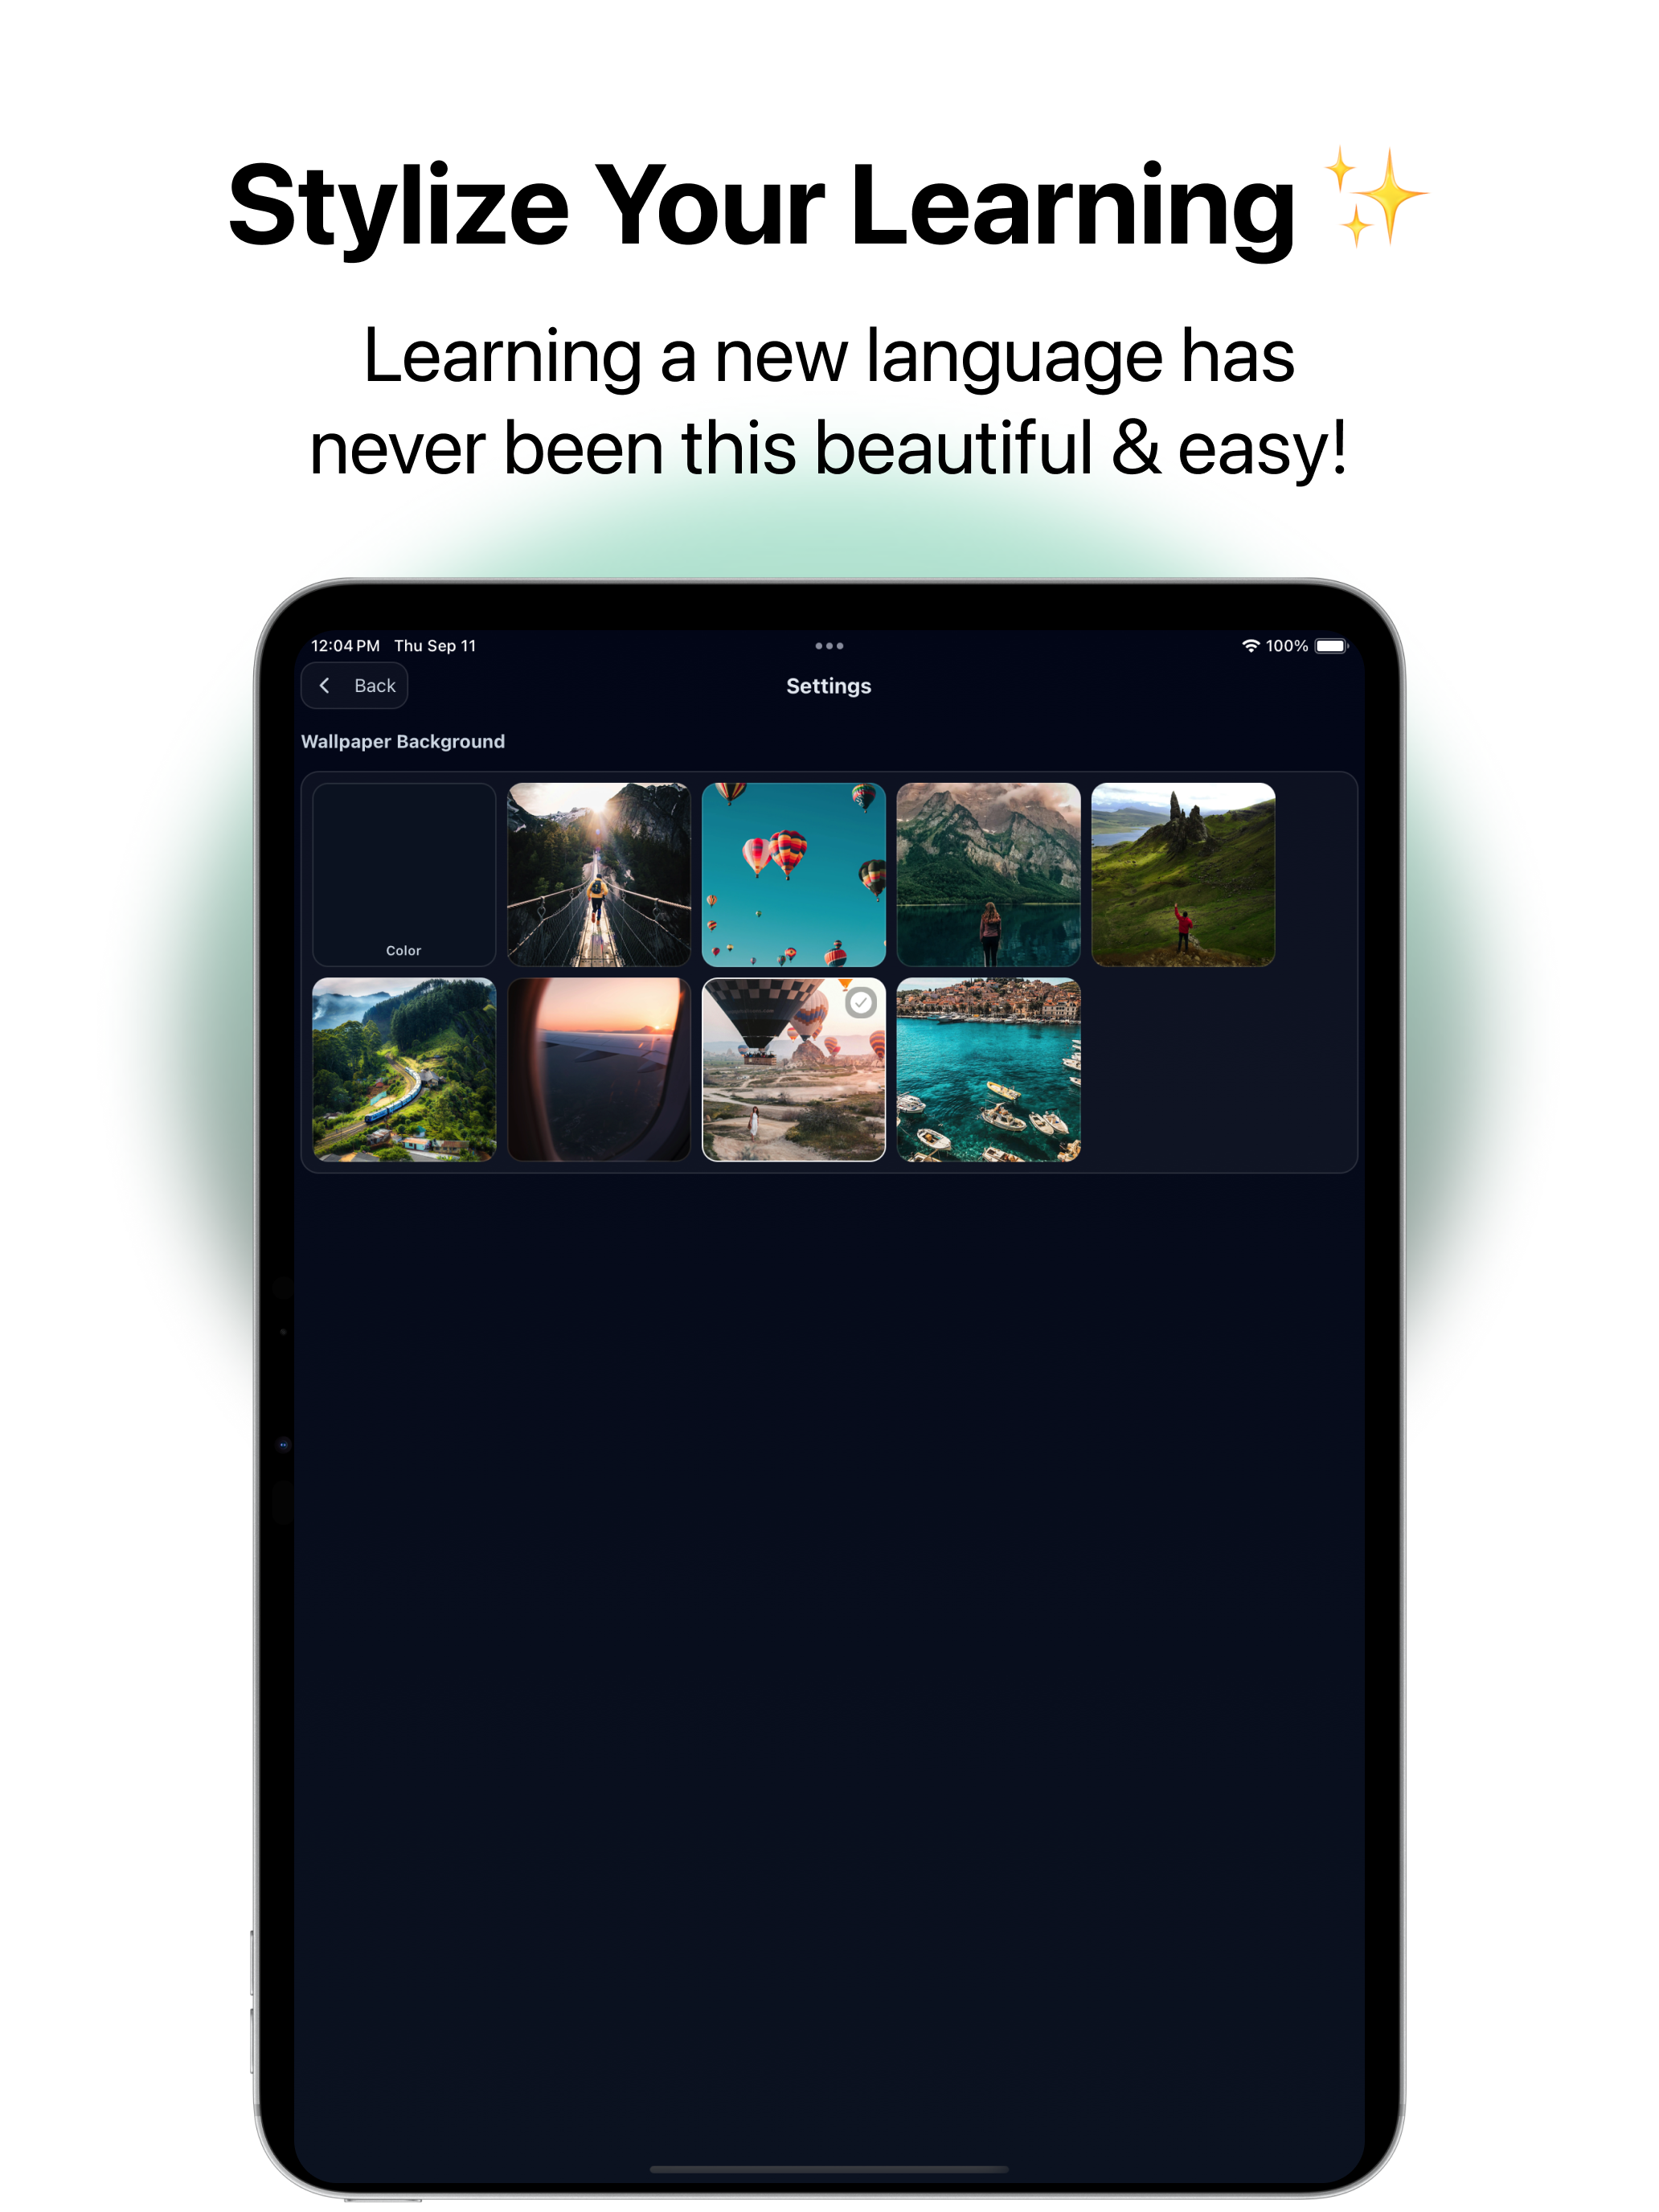 Stylize Your Learning ✨
Learning a new language has
never been this beautiful & easy!
12:04 PM Thu Sep 11
100%
Back
Settings
Wallpaper Background
Color